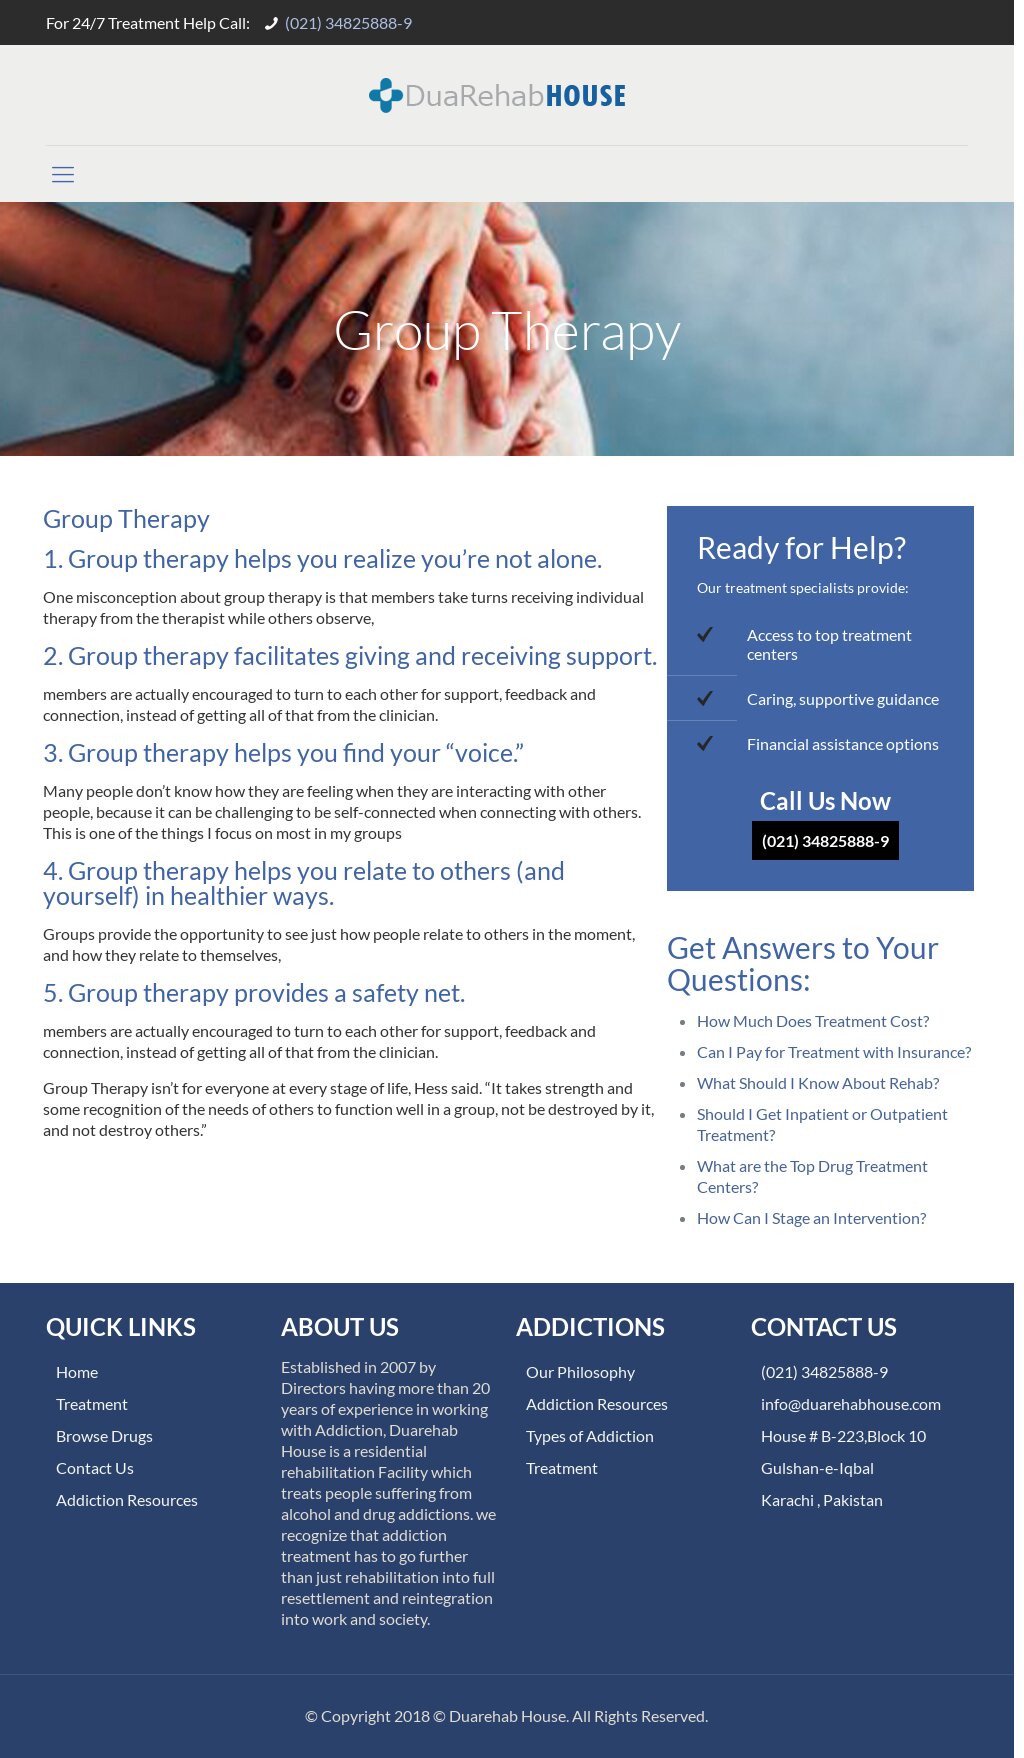 For 24/7 Treatment Help Call: (021) 34825888-9
DuaRehabHOUSE
Group Therapy
Group Therapy
1. Group therapy helps you realize you’re not alone.
One misconception about group therapy is that members take turns receiving individual
therapy from the therapist while others observe,
2. Group therapy facilitates giving and receiving support.
members are actually encouraged to turn to each other for support, feedback and
connection, instead of getting all of that from the clinician.
3. Group therapy helps you find your “voice.”
Many people don’t know how they are feeling when they are interacting with other
people, because it can be challenging to be self-connected when connecting with others.
This is one of the things I focus on most in my groups
4. Group therapy helps you relate to others (and
yourself) in healthier ways.
Groups provide the opportunity to see just how people relate to others in the moment,
and how they relate to themselves,
5. Group therapy provides a safety net.
members are actually encouraged to turn to each other for support, feedback and
connection, instead of getting all of that from the clinician.
Group Therapy isn’t for everyone at every stage of life, Hess said. “It takes strength and
some recognition of the needs of others to function well in a group, not be destroyed by it,
and not destroy others.”
Ready for Help?
Our treatment specialists provide:
Access to top treatment
centers
Caring, supportive guidance
Financial assistance options
Call Us Now
(021) 34825888-9
Get Answers to Your
Questions:
How Much Does Treatment Cost?
Can I Pay for Treatment with Insurance?
What Should I Know About Rehab?
Should I Get Inpatient or Outpatient
Treatment?
What are the Top Drug Treatment
Centers?
How Can I Stage an Intervention?
QUICK LINKS
Home
Treatment
Browse Drugs
Contact Us
Addiction Resources
ABOUT US
Established in 2007 by
Directors having more than 20
years of experience in working
with Addiction, Duarehab
House is a residential
rehabilitation Facility which
treats people suffering from
alcohol and drug addictions. we
recognize that addiction
treatment has to go further
than just rehabilitation into full
resettlement and reintegration
into work and society.
ADDICTIONS
Our Philosophy
Addiction Resources
Types of Addiction
Treatment
CONTACT US
(021) 34825888-9
info@duarehabhouse.com
House # B-223,Block 10
Gulshan-e-Iqbal
Karachi , Pakistan
© Copyright 2018 © Duarehab House. All Rights Reserved.